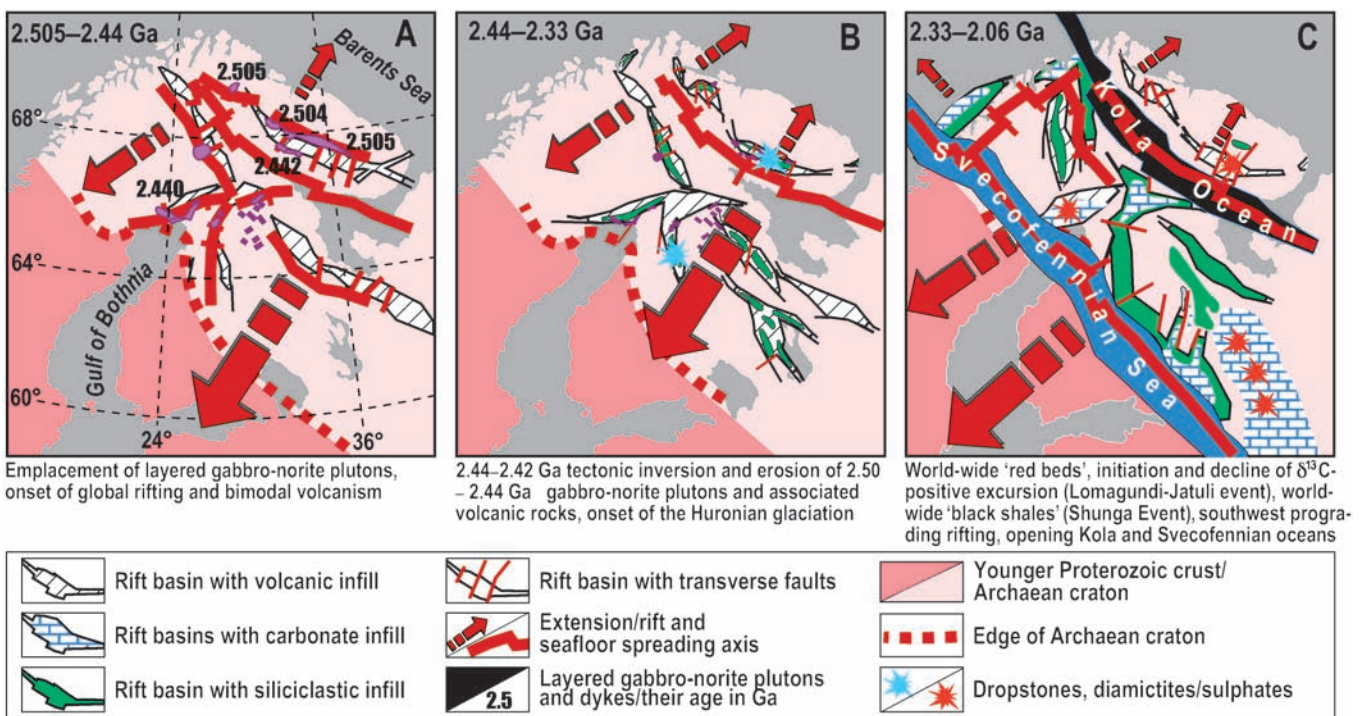 2.505–2.44 Ga
A
Barents Sea
2.505
68°
2.504
2.505
2.442
2.440
64°
Gulf of Bothnia
60°
24°
36°
Emplacement of layered gabbro-norite plutons,
onset of global rifting and bimodal volcanism
2.44–2.33 Ga
B
2.44–2.42 Ga tectonic inversion and erosion of 2.50
– 2.44 Ga gabbro-norite plutons and associated
volcanic rocks, onset of the Huronian glaciation
2.33–2.06 Ga
C
Kola Ocean
Svecofennian Sea
World-wide ‘red beds’, initiation and decline of δ¹³C-
positive excursion (Lomagundi-Jatuli event), world-
wide ‘black shales’ (Shunga Event), southwest progra-
ding rifting, opening Kola and Svecofennian oceans
Rift basin with volcanic infill
Rift basins with carbonate infill
Rift basin with siliciclastic infill
Rift basin with transverse faults
Extension/rift and
seafloor spreading axis
2.5
Layered gabbro-norite plutons
and dykes/their age in Ga
Younger Proterozoic crust/
Archaean craton
Edge of Archaean craton
Dropstones, diamictites/sulphates